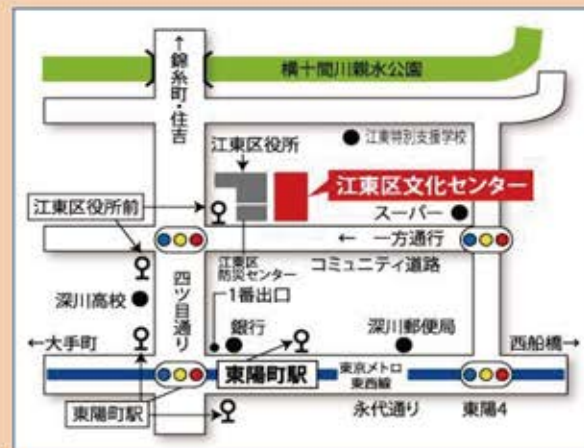 ↑錦糸町・住吉
横十間川親水公園
江東特別支援学校
江東区役所
江東区文化センター
江東区役所前
スーパー
← 一方通行
江東区
防災センター
コミュニティ道路
四ツ目通り
深川高校
1番出口
銀行
深川郵便局
←大手町
西船橋→
東陽町駅
東京メトロ
東西線
東陽町駅
永代通り
東陽4